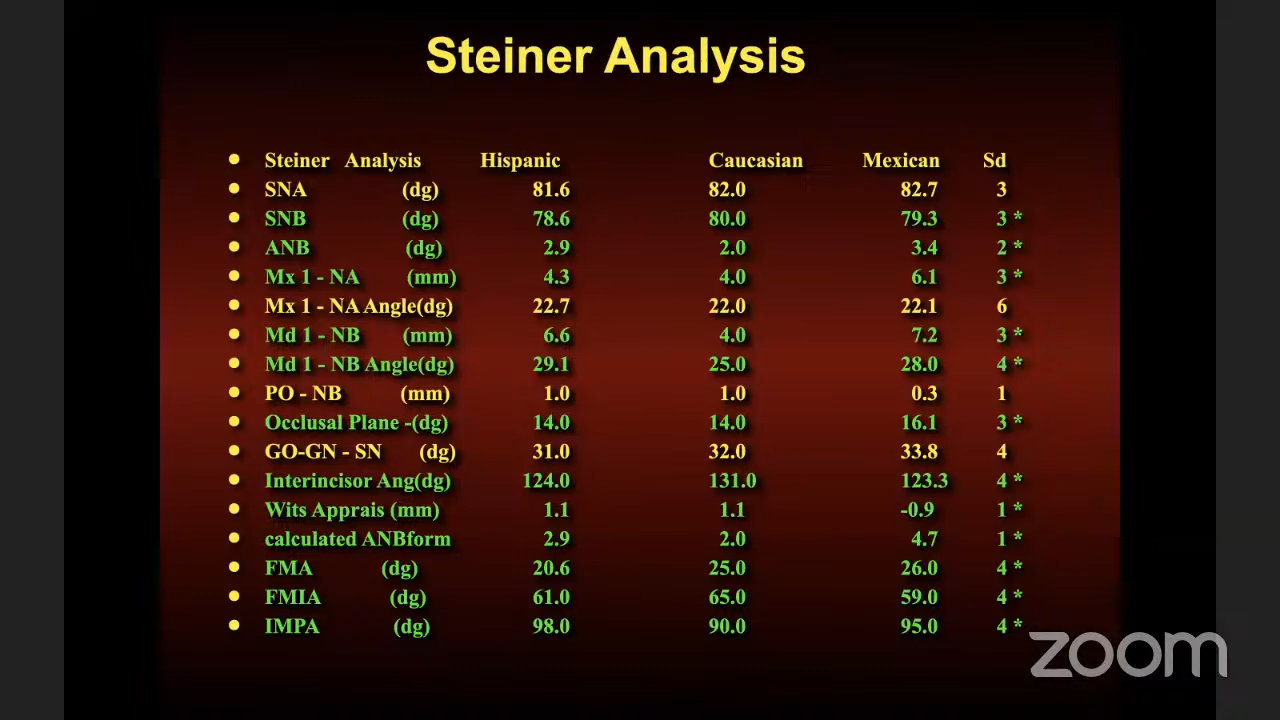 Steiner Analysis
• Steiner Analysis Hispanic Caucasian Mexican Sd
• SNA (dg) 81.6 82.0 82.7 3
• SNB (dg) 78.6 80.0 79.3 3 *
• ANB (dg) 2.9 2.0 3.4 2 *
• Mx 1 - NA (mm) 4.3 4.0 6.1 3 *
• Mx 1 - NA Angle(dg) 22.7 22.0 22.1 6
• Md 1 - NB (mm) 6.6 4.0 7.2 3 *
• Md 1 - NB Angle(dg) 29.1 25.0 28.0 4 *
• PO - NB (mm) 1.0 1.0 0.3 1
• Occlusal Plane -(dg) 14.0 14.0 16.1 3 *
• GO-GN - SN (dg) 31.0 32.0 33.8 4
• Interincisor Ang(dg) 124.0 131.0 123.3 4 *
• Wits Apprais (mm) 1.1 1.1 -0.9 1 *
• calculated ANBform 2.9 2.0 4.7 1 *
• FMA (dg) 20.6 25.0 26.0 4 *
• FMIA (dg) 61.0 65.0 59.0 4 *
• IMPA (dg) 98.0 90.0 95.0 4 *
zoom